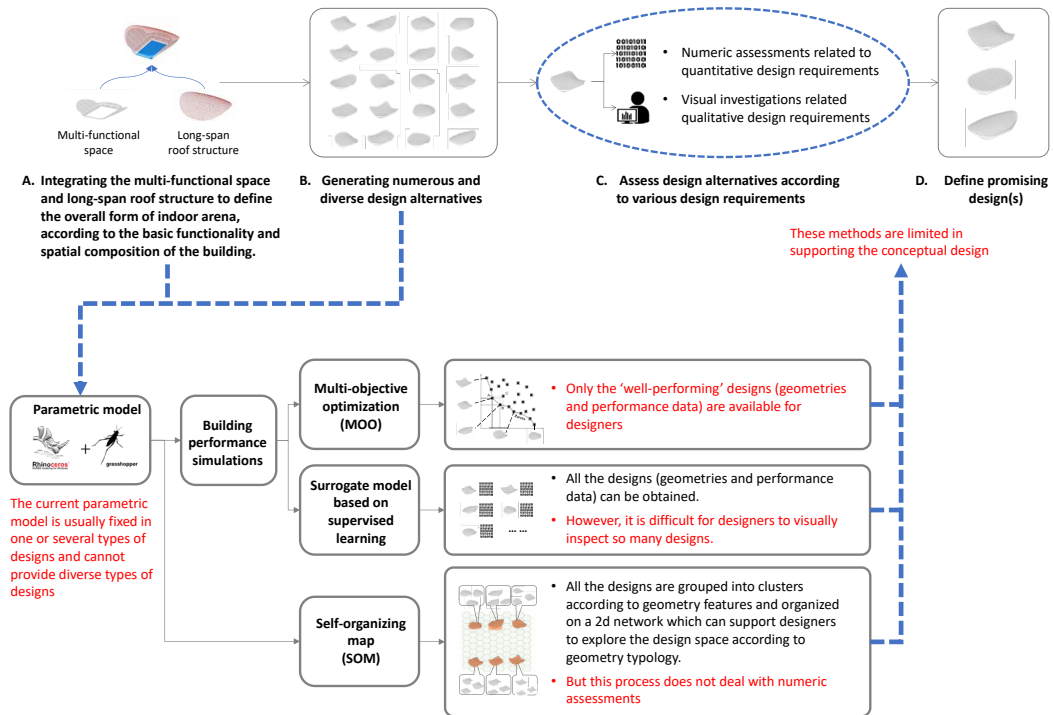 Multi-functional
space
Long-span
roof structure
• Numeric assessments related to
quantitative design requirements
• Visual investigations related
qualitative design requirements
A. Integrating the multi-functional space
and long-span roof structure to define
the overall form of indoor arena,
according to the basic functionality and
spatial composition of the building.
B. Generating numerous and
diverse design alternatives
C. Assess design alternatives according
to various design requirements
D. Define promising
design(s)
These methods are limited in
supporting the conceptual design
Parametric model
+
Rhinoceros
grasshopper
The current parametric
model is usually fixed in
one or several types of
designs and cannot
provide diverse types of
designs
Building
performance
simulations
Multi-objective
optimization
(MOO)
• Only the ‘well-performing’ designs (geometries
and performance data) are available for
designers
Surrogate model
based on
supervised
learning
... ...
• All the designs (geometries and performance
data) can be obtained.
• However, it is difficult for designers to visually
inspect so many designs.
Self-organizing
map
(SOM)
• All the designs are grouped into clusters
according to geometry features and organized
on a 2d network which can support designers
to explore the design space according to
geometry typology.
• But this process does not deal with numeric
assessments